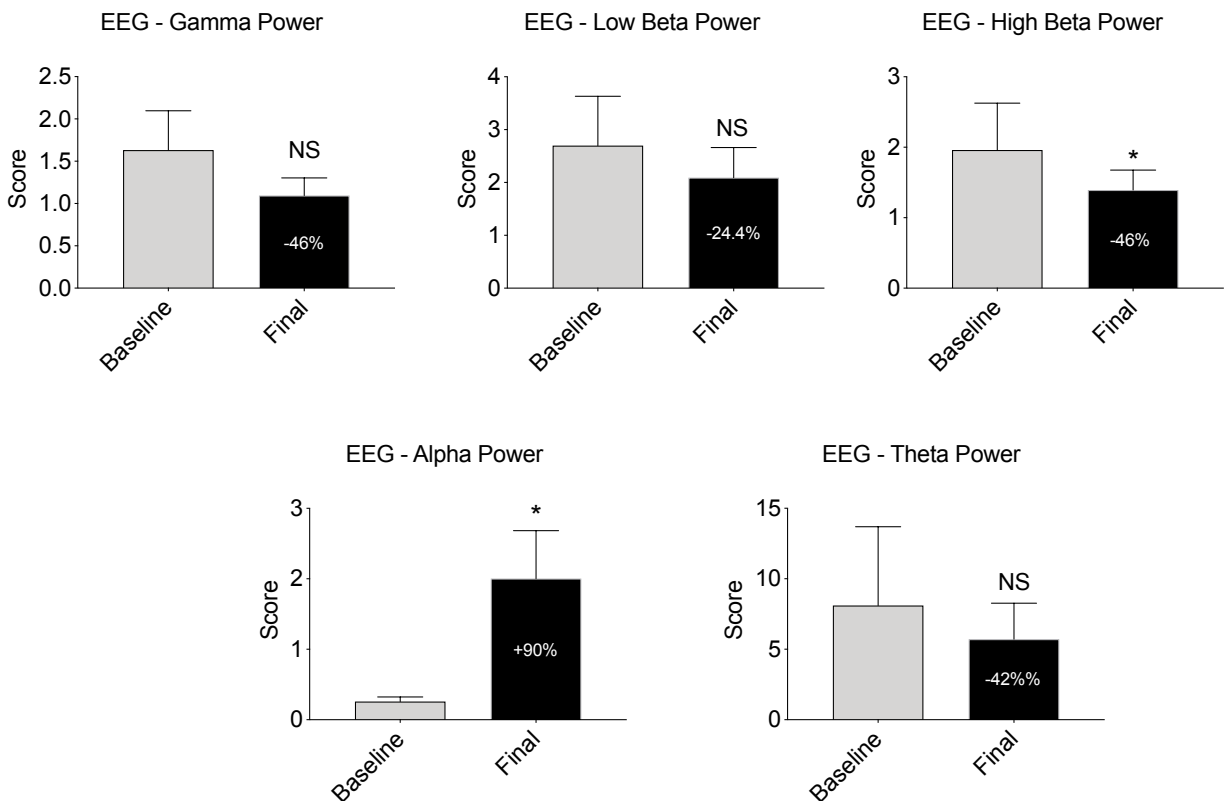 EEG - Gamma Power
2.5
2.0
1.5
1.0
0.5
0.0
Score
NS
-46%
Baseline
Final
EEG - Low Beta Power
4
3
2
1
0
Score
NS
-24.4%
Baseline
Final
EEG - High Beta Power
3
2
1
0
Score
*
-46%
Baseline
Final
EEG - Alpha Power
3
2
1
0
Score
*
+90%
Baseline
Final
EEG - Theta Power
15
10
5
0
Score
NS
-42%%
Baseline
Final